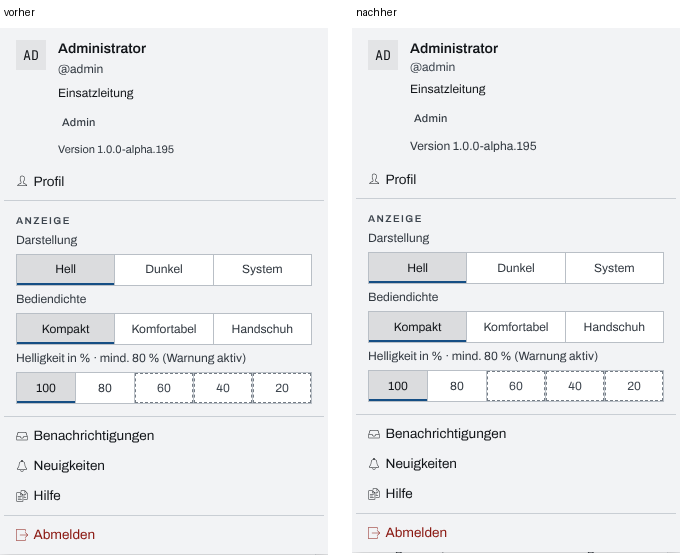 vorher
AD
Administrator
@admin
Einsatzleitung
Admin
Version 1.0.0-alpha.195
Profil
ANZEIGE
Darstellung
Hell Dunkel System
Bediendichte
Kompakt Komfortabel Handschuh
Helligkeit in % · mind. 80 % (Warnung aktiv)
100 80 60 40 20
Benachrichtigungen
Neuigkeiten
Hilfe
Abmelden
nachher
AD
Administrator
@admin
Einsatzleitung
Admin
Version 1.0.0-alpha.195
Profil
ANZEIGE
Darstellung
Hell Dunkel System
Bediendichte
Kompakt Komfortabel Handschuh
Helligkeit in % · mind. 80 % (Warnung aktiv)
100 80 60 40 20
Benachrichtigungen
Neuigkeiten
Hilfe
Abmelden